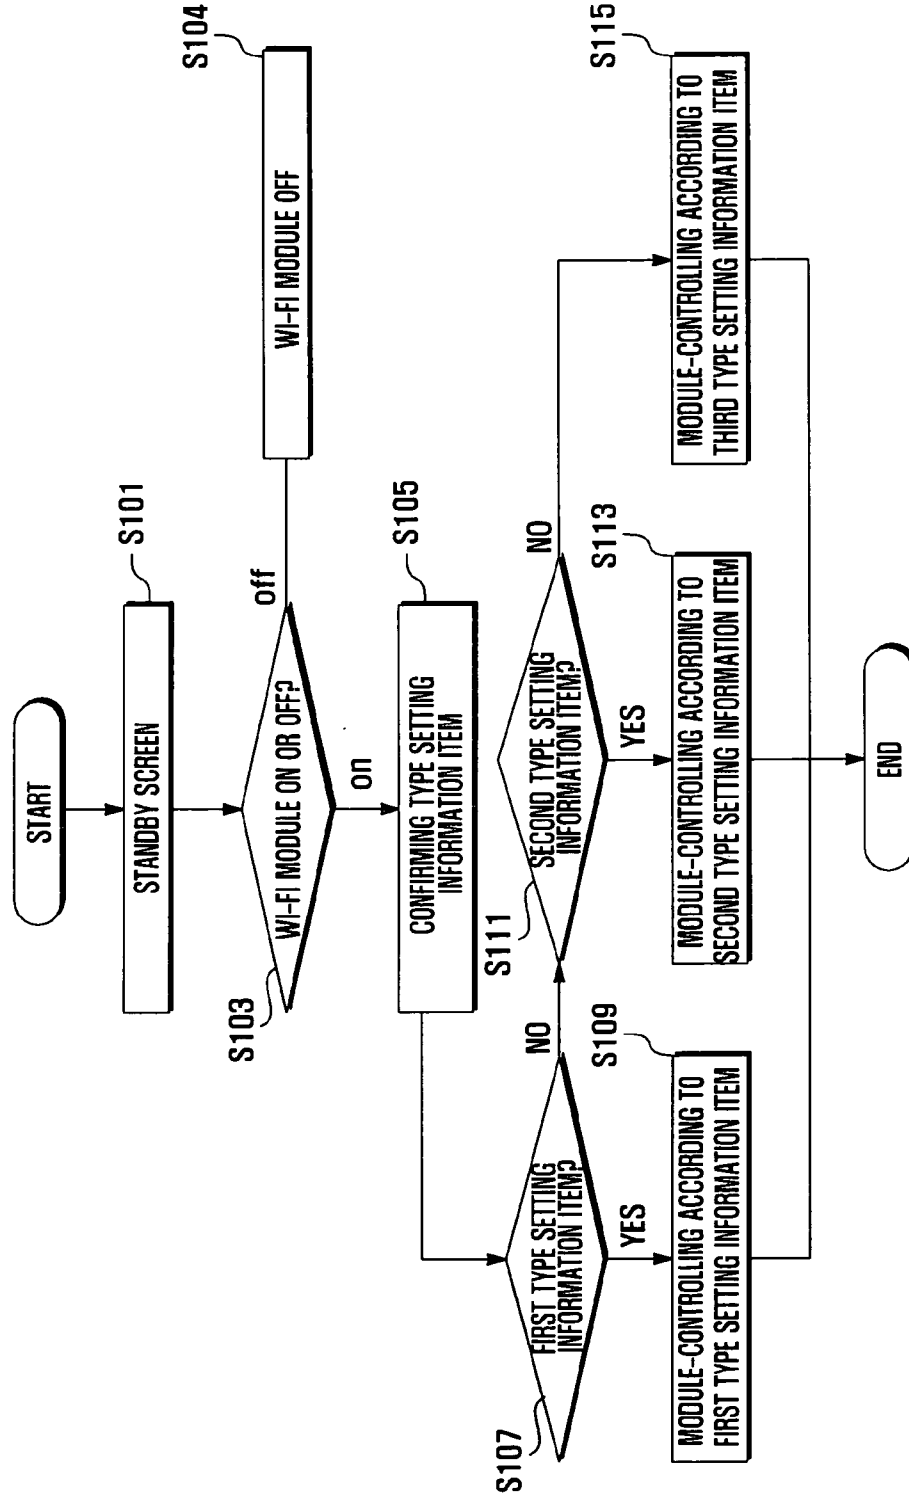 START
S101
STANDBY SCREEN
S103
WI-FI MODULE ON OR OFF?
off
S104
WI-FI MODULE OFF
on
S105
CONFIRMING TYPE SETTING
INFORMATION ITEM
S107
FIRST TYPE SETTING
INFORMATION ITEM?
NO
YES
S111
SECOND TYPE SETTING
INFORMATION ITEM?
NO
YES
S109
MODULE-CONTROLLING ACCORDING TO
FIRST TYPE SETTING INFORMATION ITEM
S113
MODULE-CONTROLLING ACCORDING TO
SECOND TYPE SETTING INFORMATION ITEM
S115
MODULE-CONTROLLING ACCORDING TO
THIRD TYPE SETTING INFORMATION ITEM
END